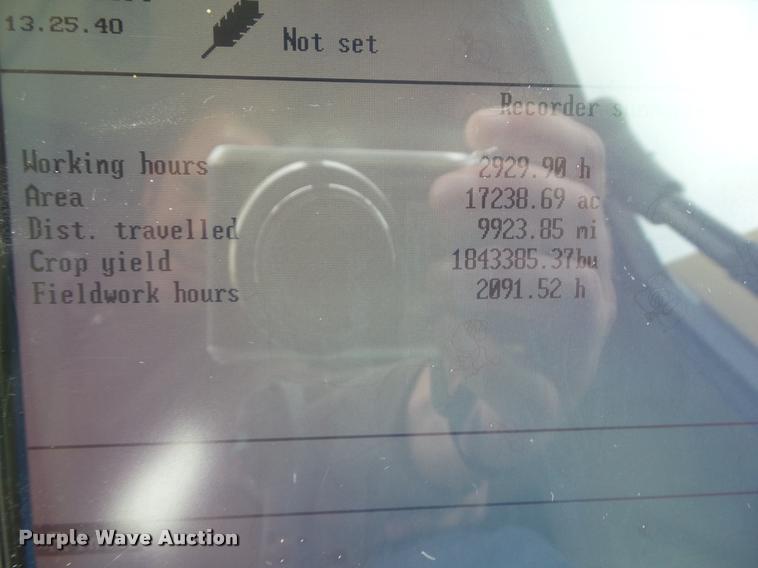 13.25.40
Not set
Recorder
Working hours 2929.90 h
Area 17238.69 ac
Dist. travelled 9923.85 mi
Crop yield 1843385.37bu
Fieldwork hours 2091.52 h
Purple Wave Auction